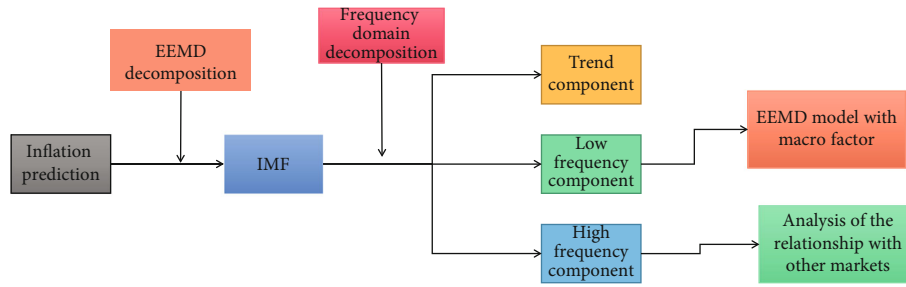 EEMD
decomposition
Frequency
domain
decomposition
Trend
component
Inflation
prediction
IMF
Low
frequency
component
EEMD model with
macro factor
High
frequency
component
Analysis of the
relationship with
other markets